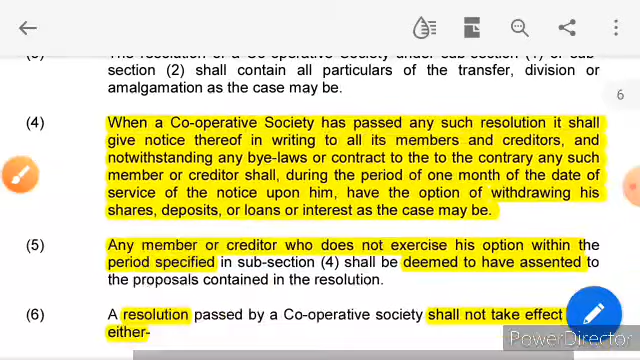 (3) The resolution of a Co-operative Society under sub-section (1) or sub-
section (2) shall contain all particulars of the transfer, division or
amalgamation as the case may be.
6
(4) When a Co-operative Society has passed any such resolution it shall
give notice thereof in writing to all its members and creditors, and
notwithstanding any bye-laws or contract to the to the contrary any such
member or creditor shall, during the period of one month of the date of
service of the notice upon him, have the option of withdrawing his
shares, deposits, or loans or interest as the case may be.
(5) Any member or creditor who does not exercise his option within the
period specified in sub-section (4) shall be deemed to have assented to
the proposals contained in the resolution.
(6) A resolution passed by a Co-operative society shall not take effect
either-
PowerDirector